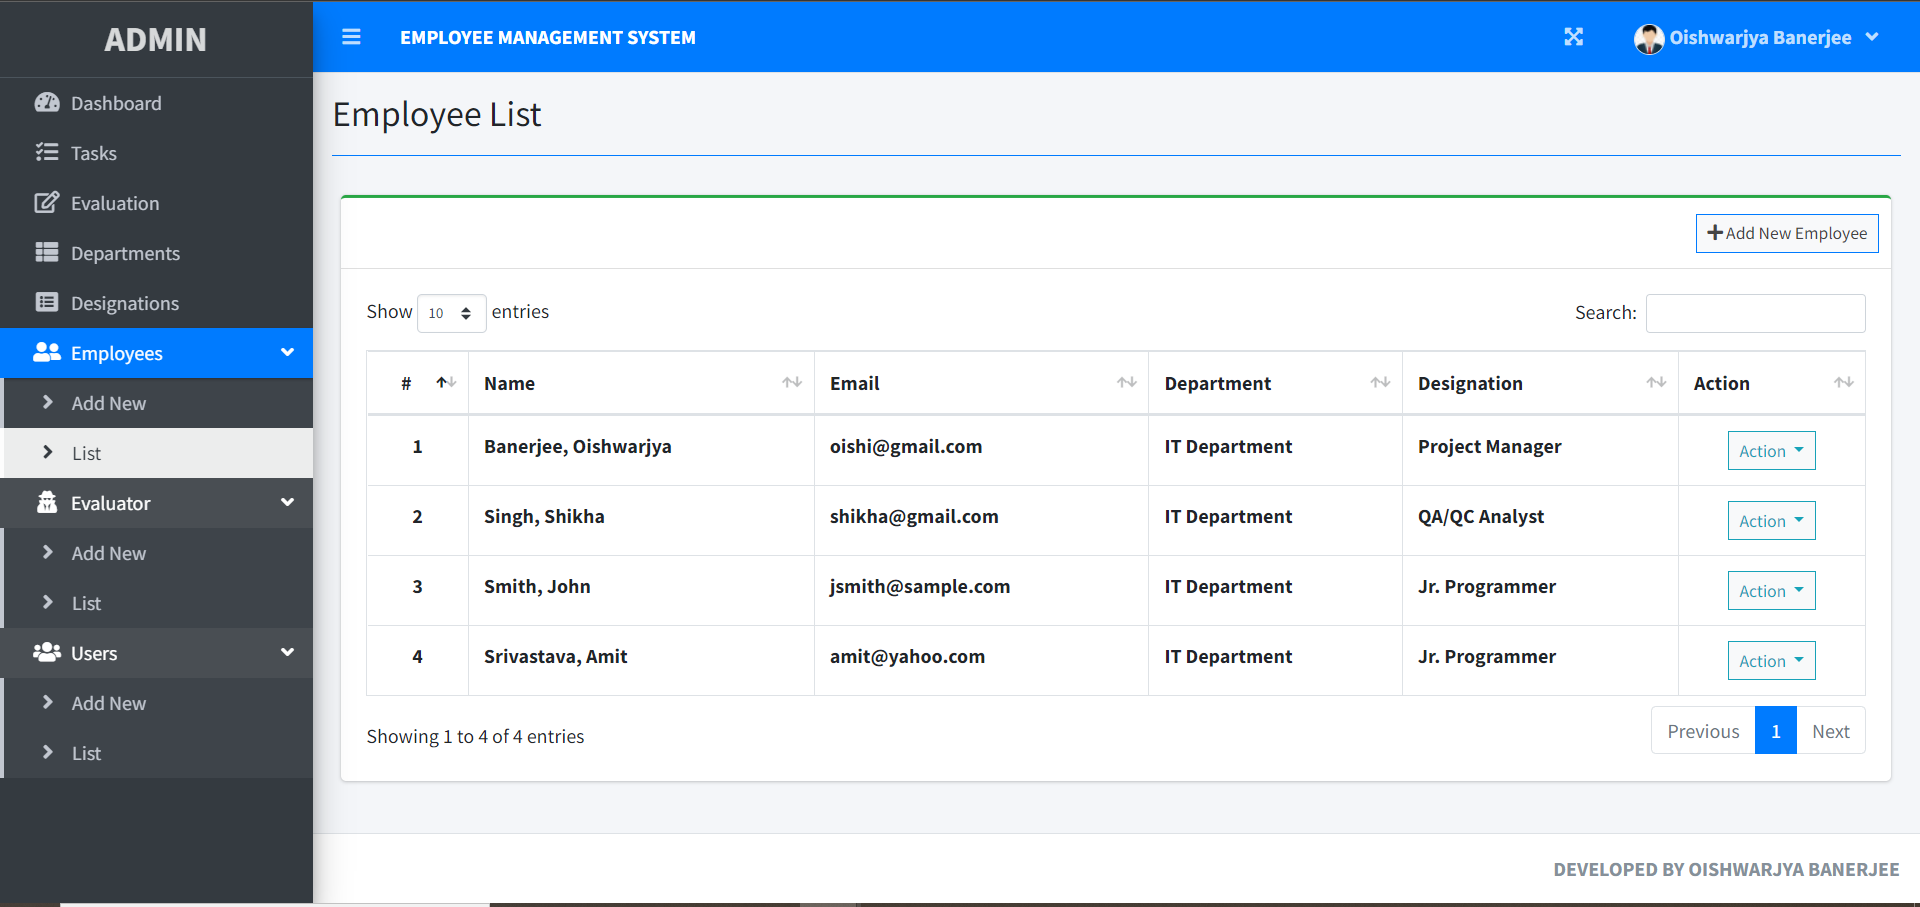 ADMIN
EMPLOYEE MANAGEMENT SYSTEM
Oishwarjya Banerjee
Dashboard
Tasks
Evaluation
Departments
Designations
Employees
Add New
List
Evaluator
Add New
List
Users
Add New
List
Employee List
Add New Employee
Show 10 entries
Search:
# Name Email Department Designation Action
1 Banerjee, Oishwarjya oishi@gmail.com IT Department Project Manager Action
2 Singh, Shikha shikha@gmail.com IT Department QA/QC Analyst Action
3 Smith, John jsmith@sample.com IT Department Jr. Programmer Action
4 Srivastava, Amit amit@yahoo.com IT Department Jr. Programmer Action
Showing 1 to 4 of 4 entries
Previous 1 Next
DEVELOPED BY OISHWARJYA BANERJEE